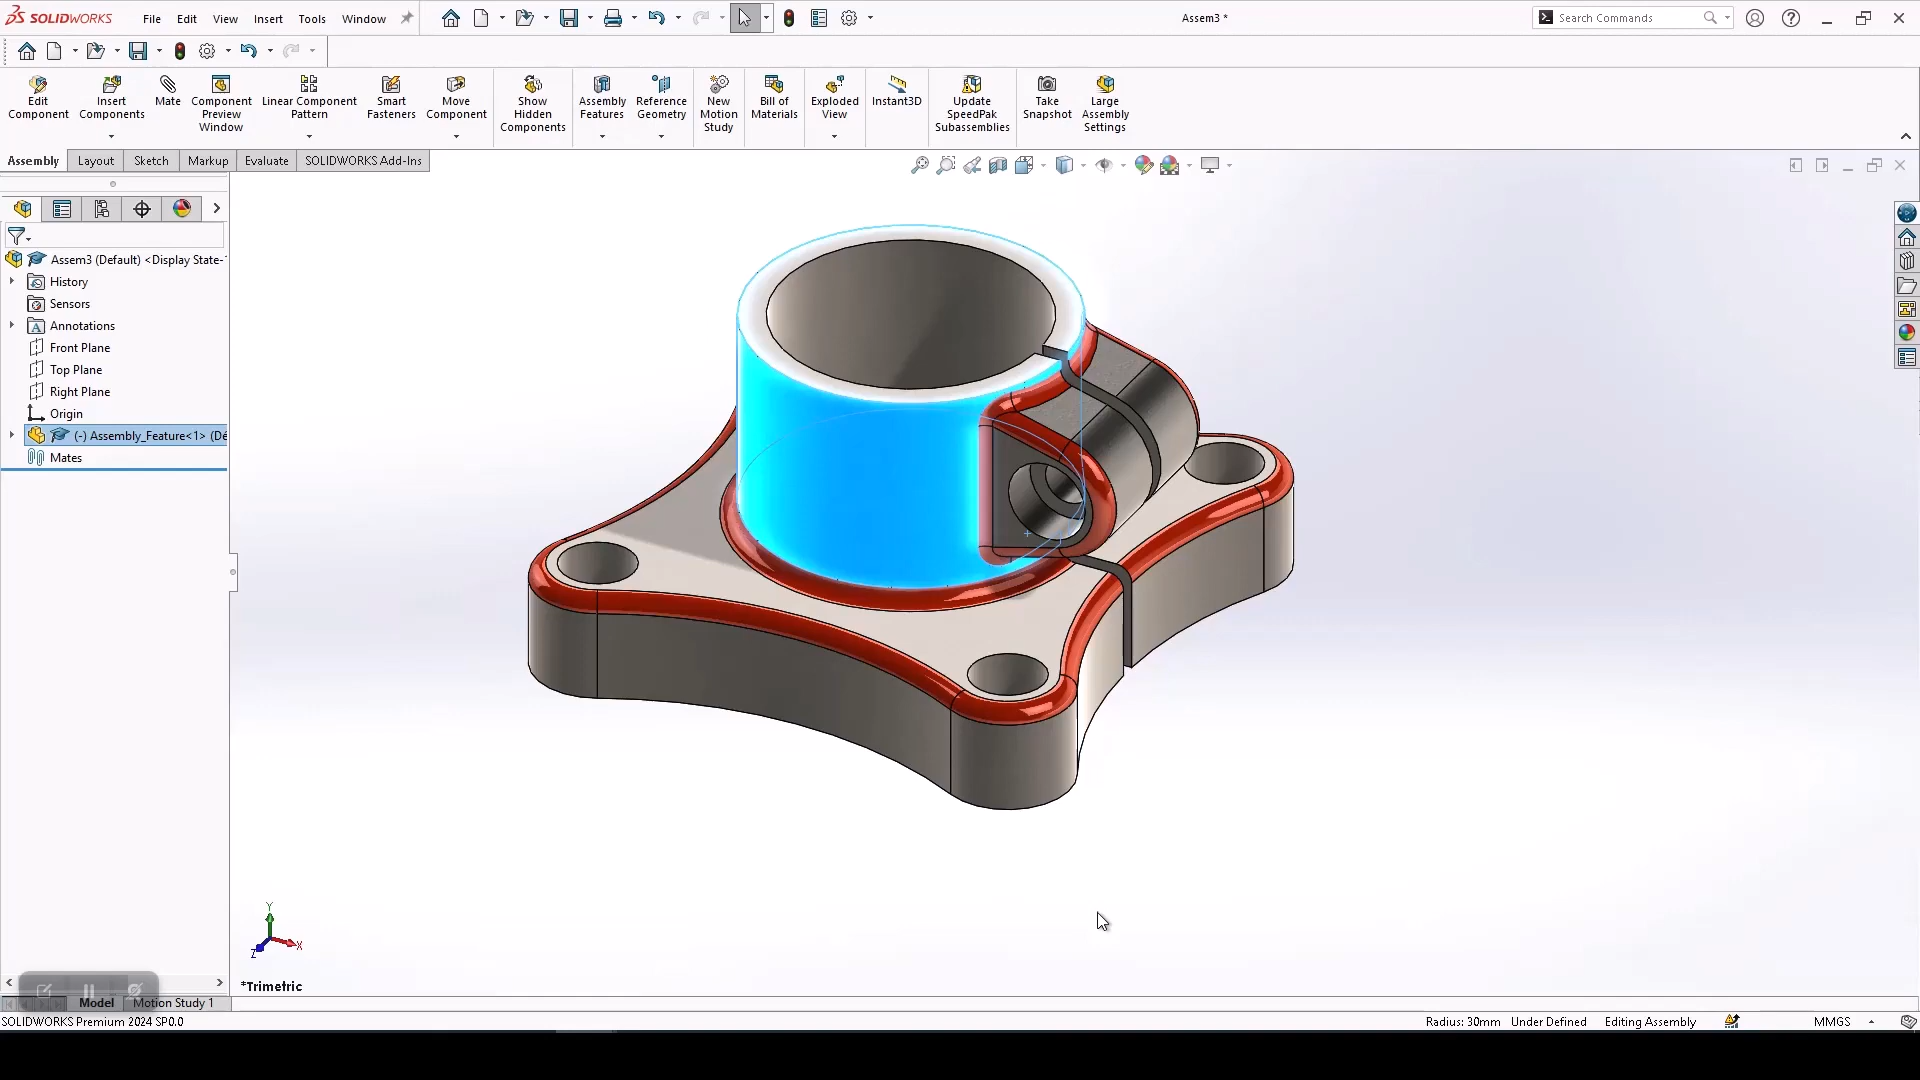 SOLIDWORKS File Edit View Insert Tools Window Assem3 * Search Commands
Edit Component
Insert Components
Mate
Component Preview Window
Linear Component Pattern
Smart Fasteners
Move Component
Show Hidden Components
Assembly Features
Reference Geometry
New Motion Study
Bill of Materials
Exploded View
Instant3D
Update SpeedPak Subassemblies
Take Snapshot
Large Assembly Settings
Assembly Layout Sketch Markup Evaluate SOLIDWORKS Add-Ins
Assem3 (Default) <Display State-
History
Sensors
Annotations
Front Plane
Top Plane
Right Plane
Origin
(-) Assembly_Feature<1> (De
Mates
Y
X
Z
*Trimetric
Model Motion Study 1
SOLIDWORKS Premium 2024 SP0.0 Radius: 30mm Under Defined Editing Assembly MMGS